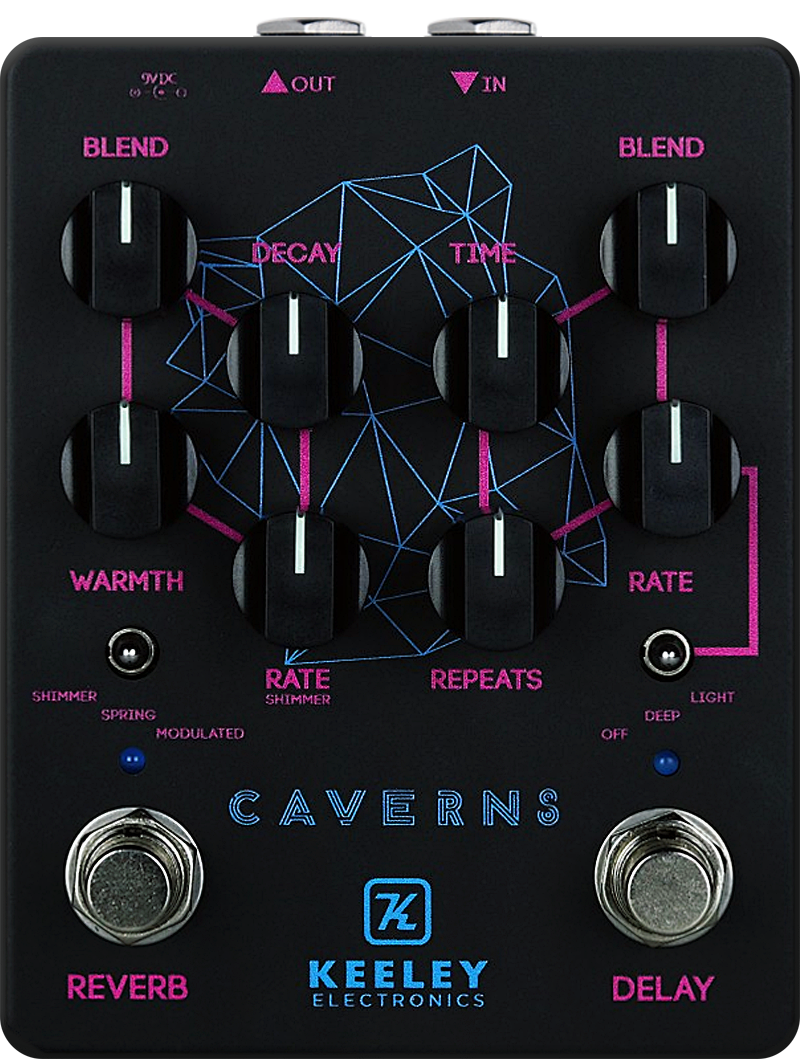 9VDC
OUT
IN
BLEND
BLEND
DECAY
TIME
WARMTH
RATE
RATE
SHIMMER
REPEATS
SHIMMER
SPRING
MODULATED
LIGHT
DEEP
OFF
CAVERNS
K
KEELEY
ELECTRONICS
REVERB
DELAY